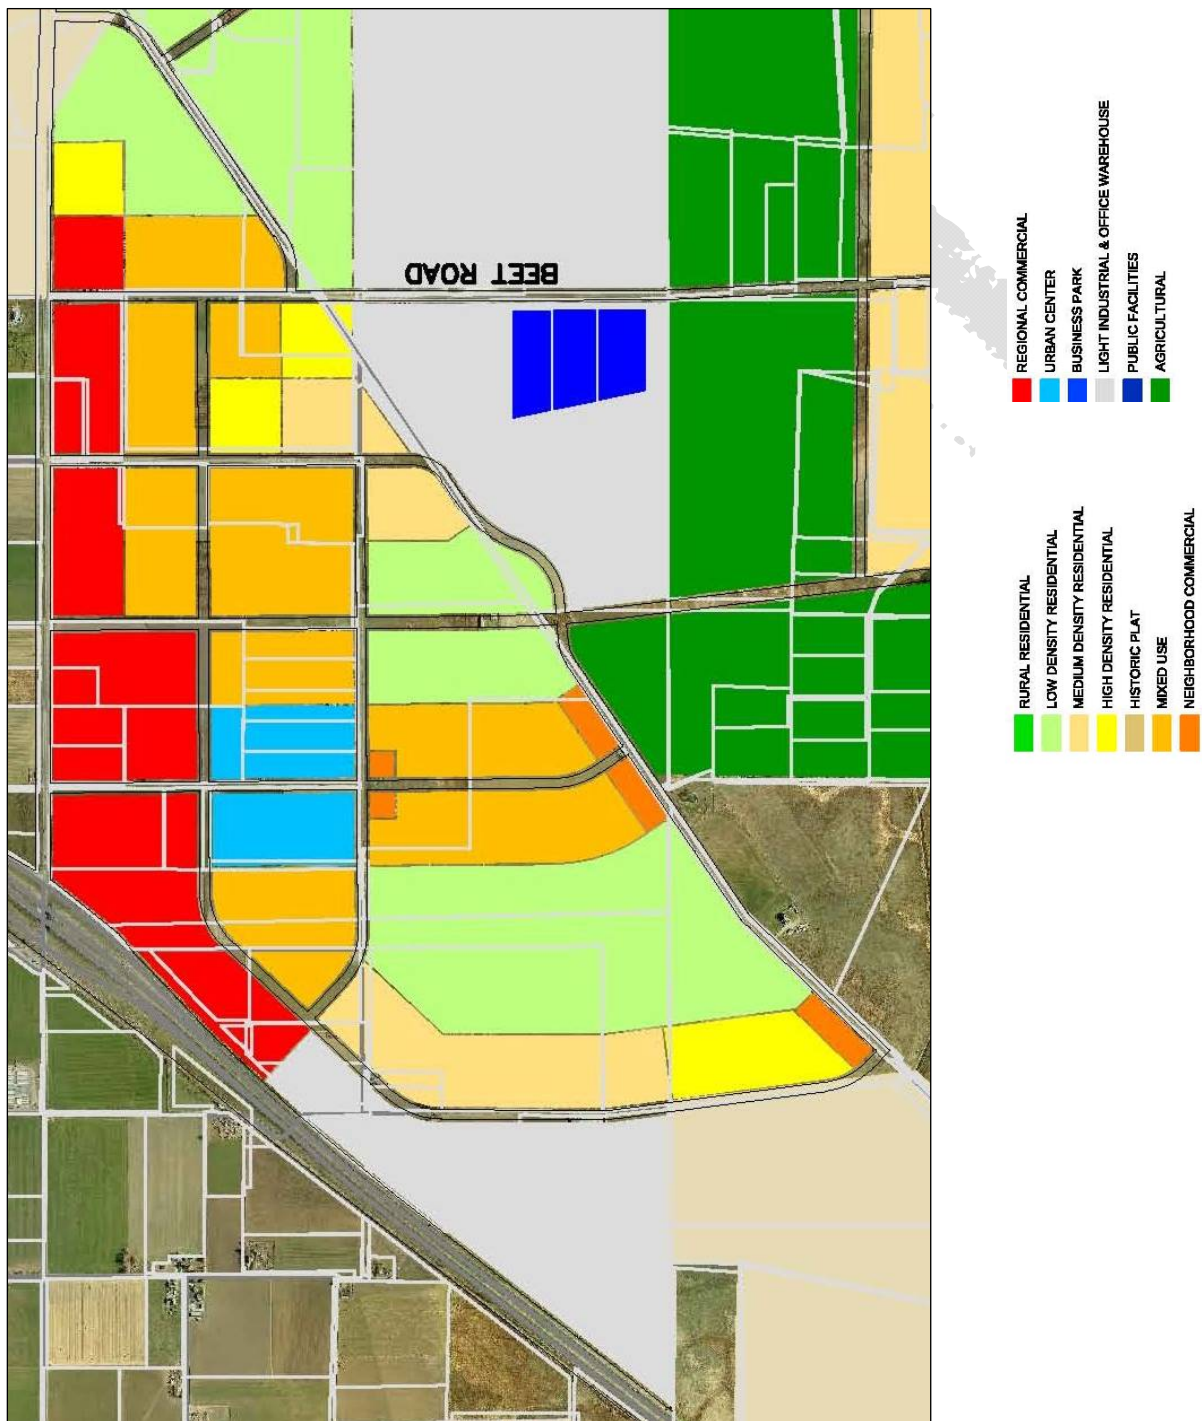 BEET ROAD
REGIONAL COMMERCIAL
URBAN CENTER
BUSINESS PARK
LIGHT INDUSTRIAL & OFFICE WAREHOUSE
PUBLIC FACILITIES
AGRICULTURAL
RURAL RESIDENTIAL
LOW DENSITY RESIDENTIAL
MEDIUM DENSITY RESIDENTIAL
HIGH DENSITY RESIDENTIAL
HISTORIC PLAT
MIXED USE
NEIGHBORHOOD COMMERCIAL